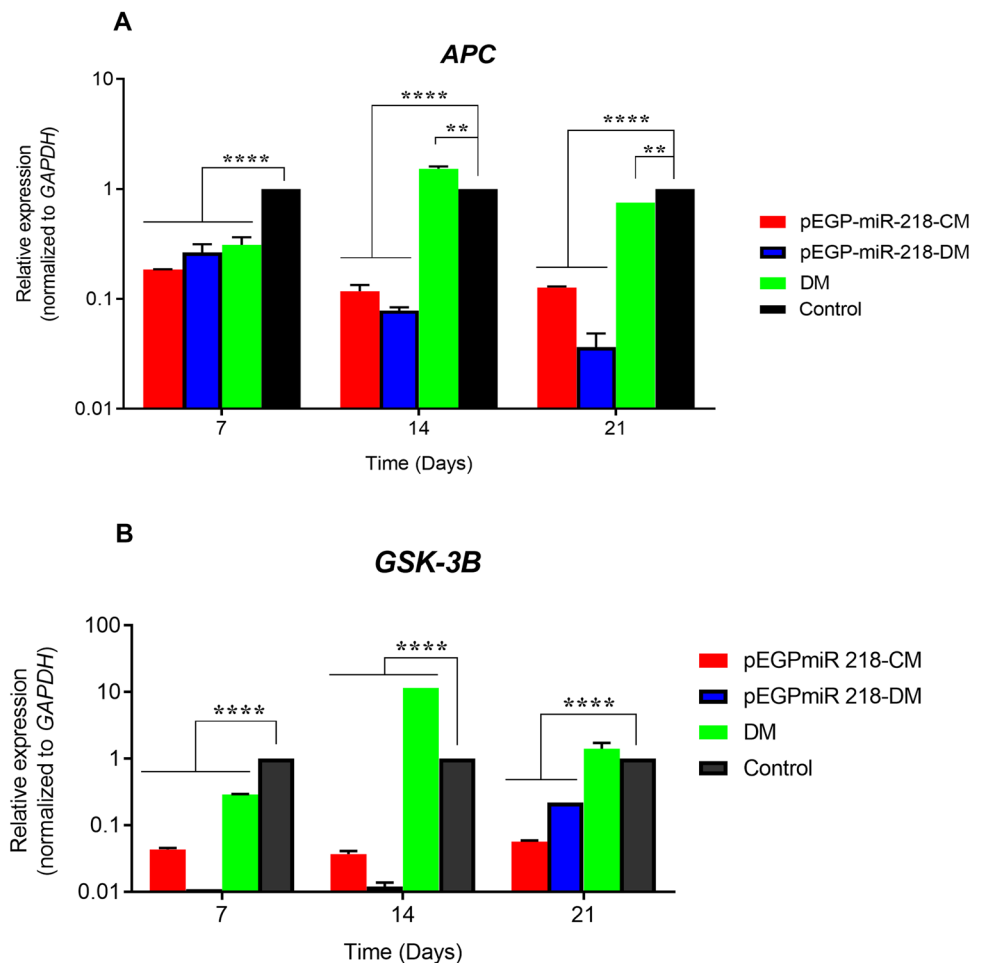 A
APC
Relative expression
(normalized to GAPDH)
10
1
0.1
0.01
****
****
**
****
**
7
14
21
Time (Days)
pEGP-miR-218-CM
pEGP-miR-218-DM
DM
Control
B
GSK-3B
Relative expression
(normalized to GAPDH)
100
10
1
0.1
0.01
****
****
****
7
14
21
Time (Days)
pEGPmiR 218-CM
pEGPmiR 218-DM
DM
Control